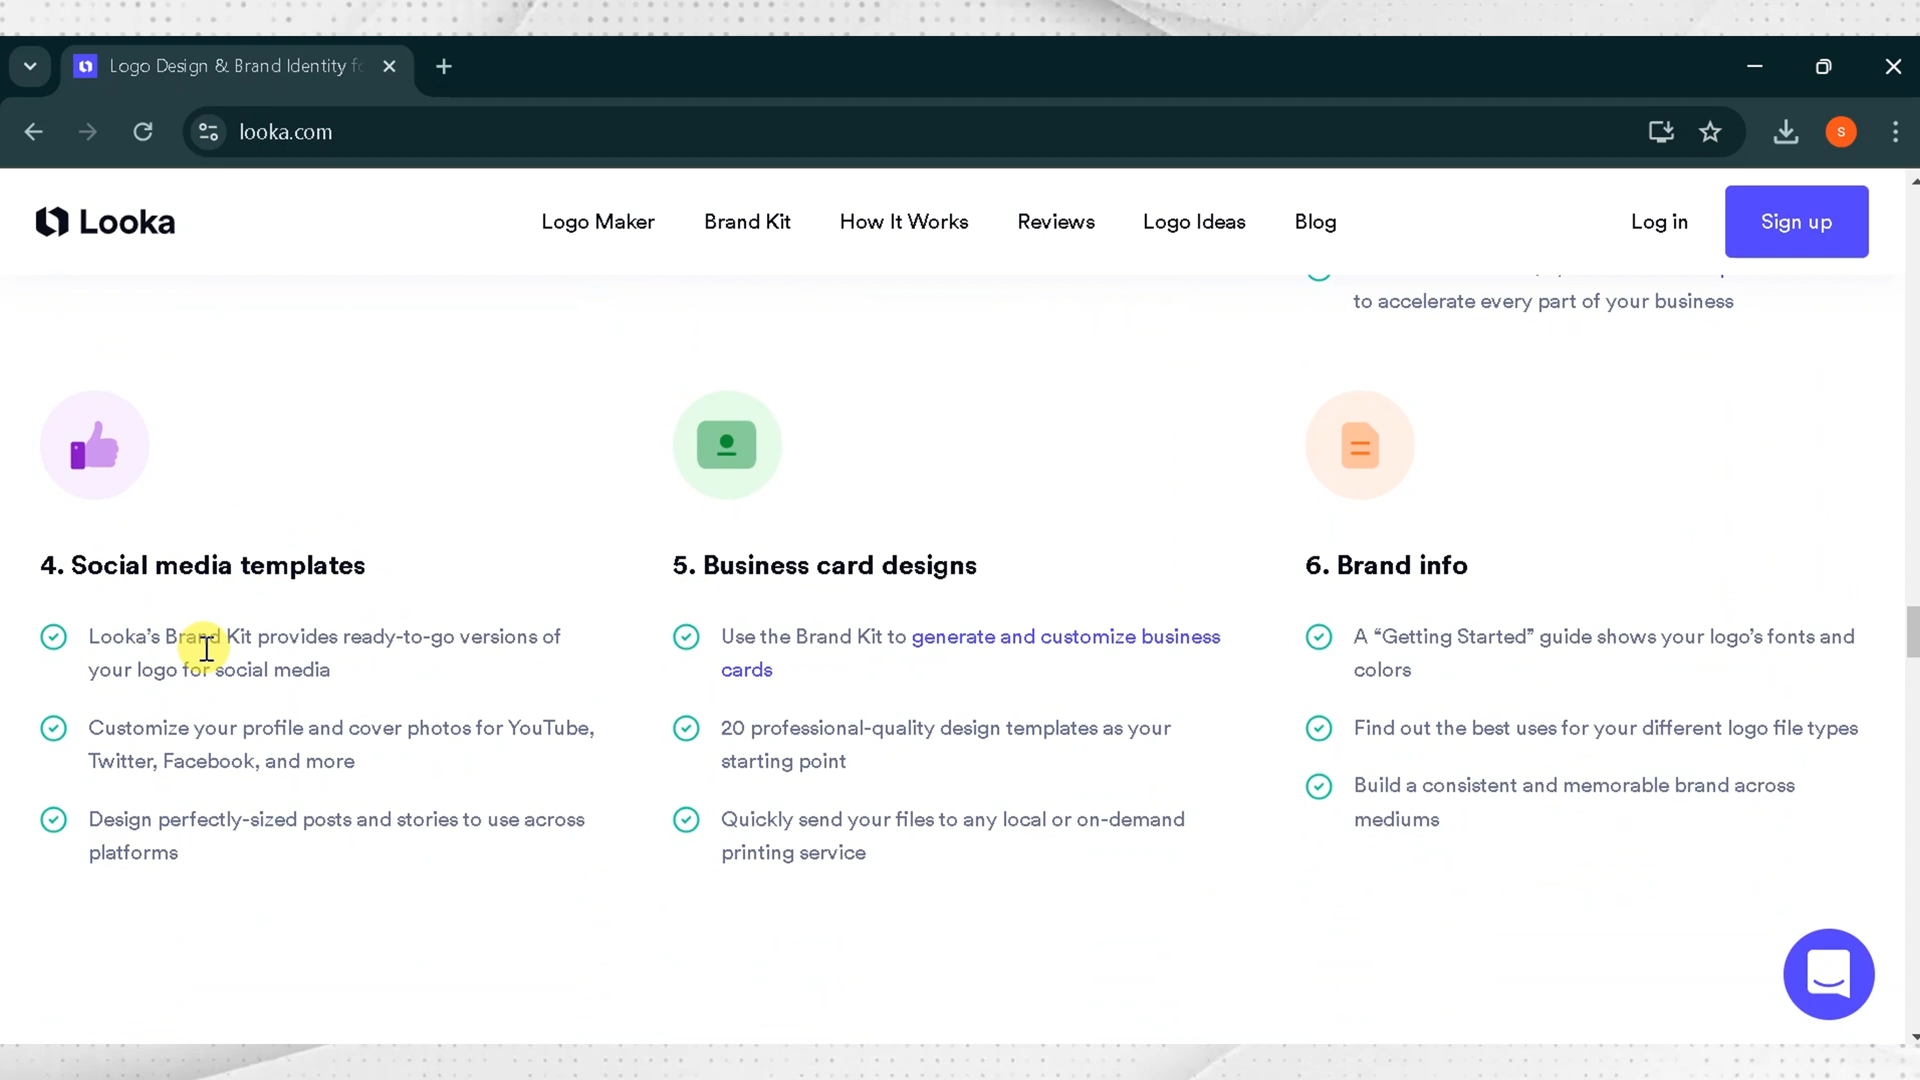 Logo Design & Brand Identity fo
looka.com
S
Looka
Logo Maker
Brand Kit
How It Works
Reviews
Logo Ideas
Blog
Log in
Sign up
to accelerate every part of your business
4. Social media templates
Looka's Brand Kit provides ready-to-go versions of
your logo for social media
Customize your profile and cover photos for YouTube,
Twitter, Facebook, and more
Design perfectly-sized posts and stories to use across
platforms
5. Business card designs
Use the Brand Kit to generate and customize business
cards
20 professional-quality design templates as your
starting point
Quickly send your files to any local or on-demand
printing service
6. Brand info
A “Getting Started” guide shows your logo's fonts and
colors
Find out the best uses for your different logo file types
Build a consistent and memorable brand across
mediums